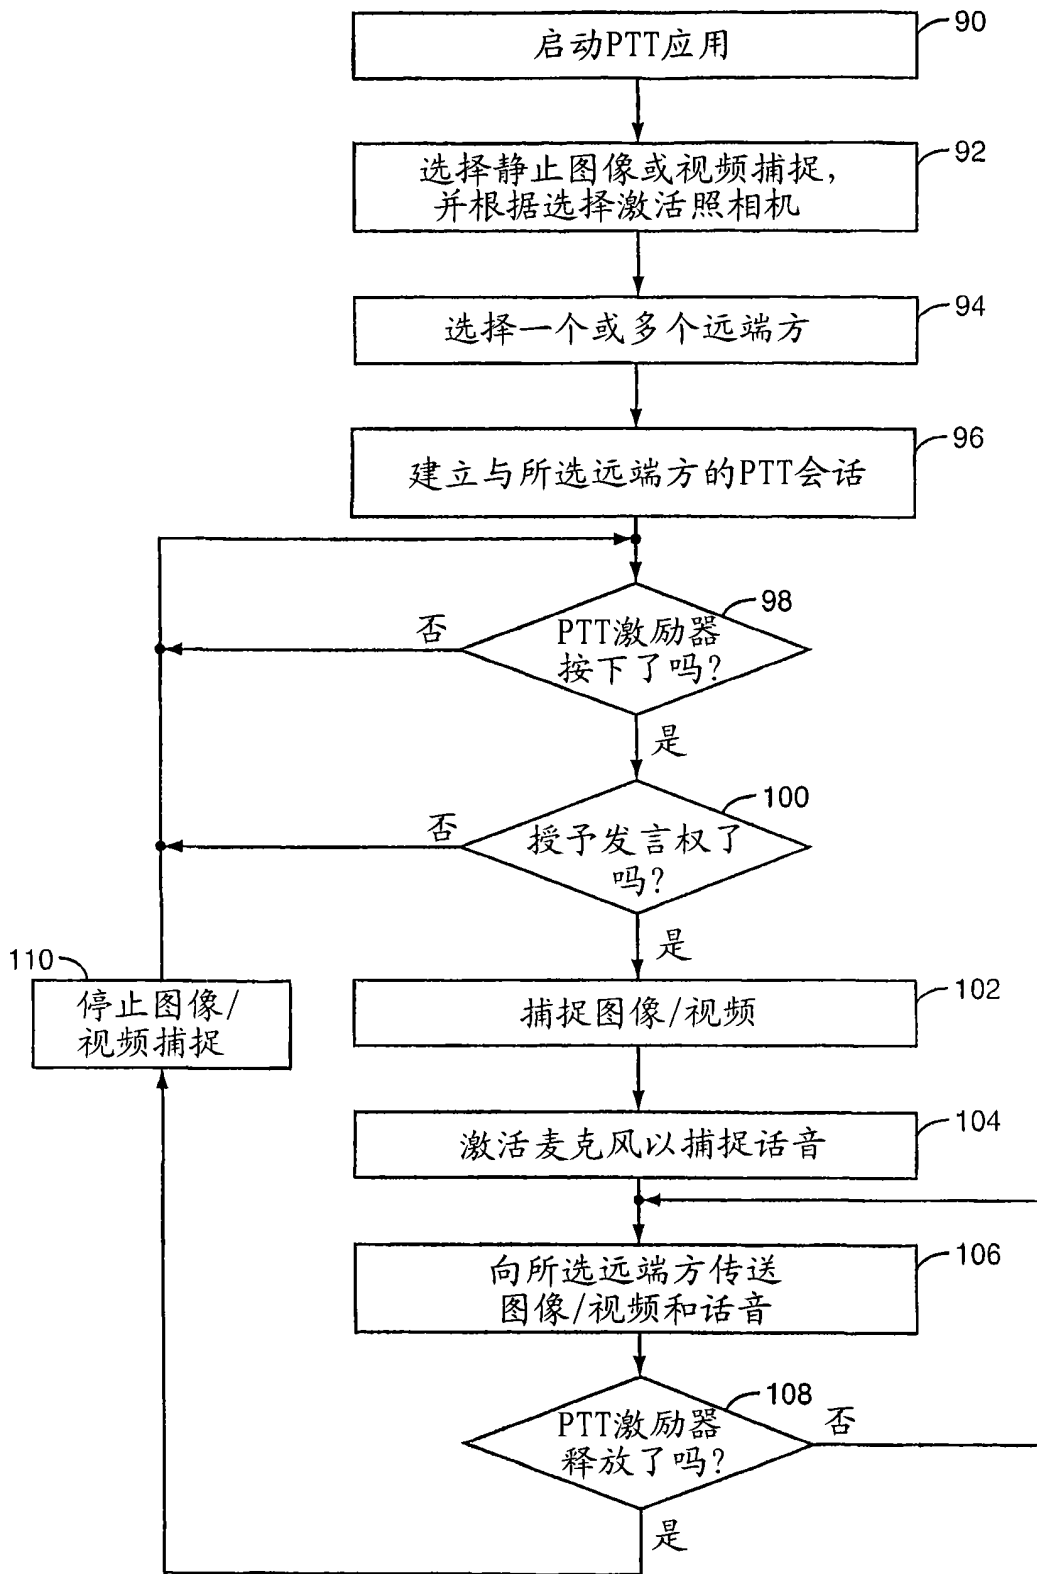 启动PTT应用
90
选择静止图像或视频捕捉，
并根据选择激活照相机
92
选择一个或多个远端方
94
建立与所选远端方的PTT会话
96
PTT激励器
按下了吗?
98
否
是
授予发言权了
吗?
100
否
是
110
停止图像/
视频捕捉
捕捉图像/视频
102
激活麦克风以捕捉话音
104
向所选远端方传送
图像/视频和话音
106
PTT激励器
释放了吗?
108
否
是